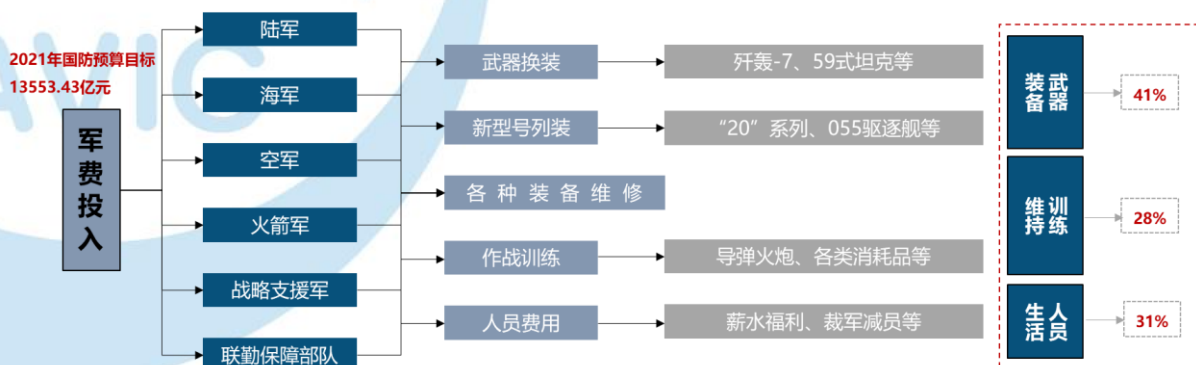 2021年国防预算目标
13553.43亿元
军费投入
陆军
海军
空军
火箭军
战略支援军
联勤保障部队
武器换装
新型号列装
各种装备维修
作战训练
人员费用
歼轰-7、59式坦克等
“20”系列、055驱逐舰等
导弹火炮、各类消耗品等
薪水福利、裁军减员等
武器
装备
41%
训练
维持
28%
人员
生活
31%
AVIC